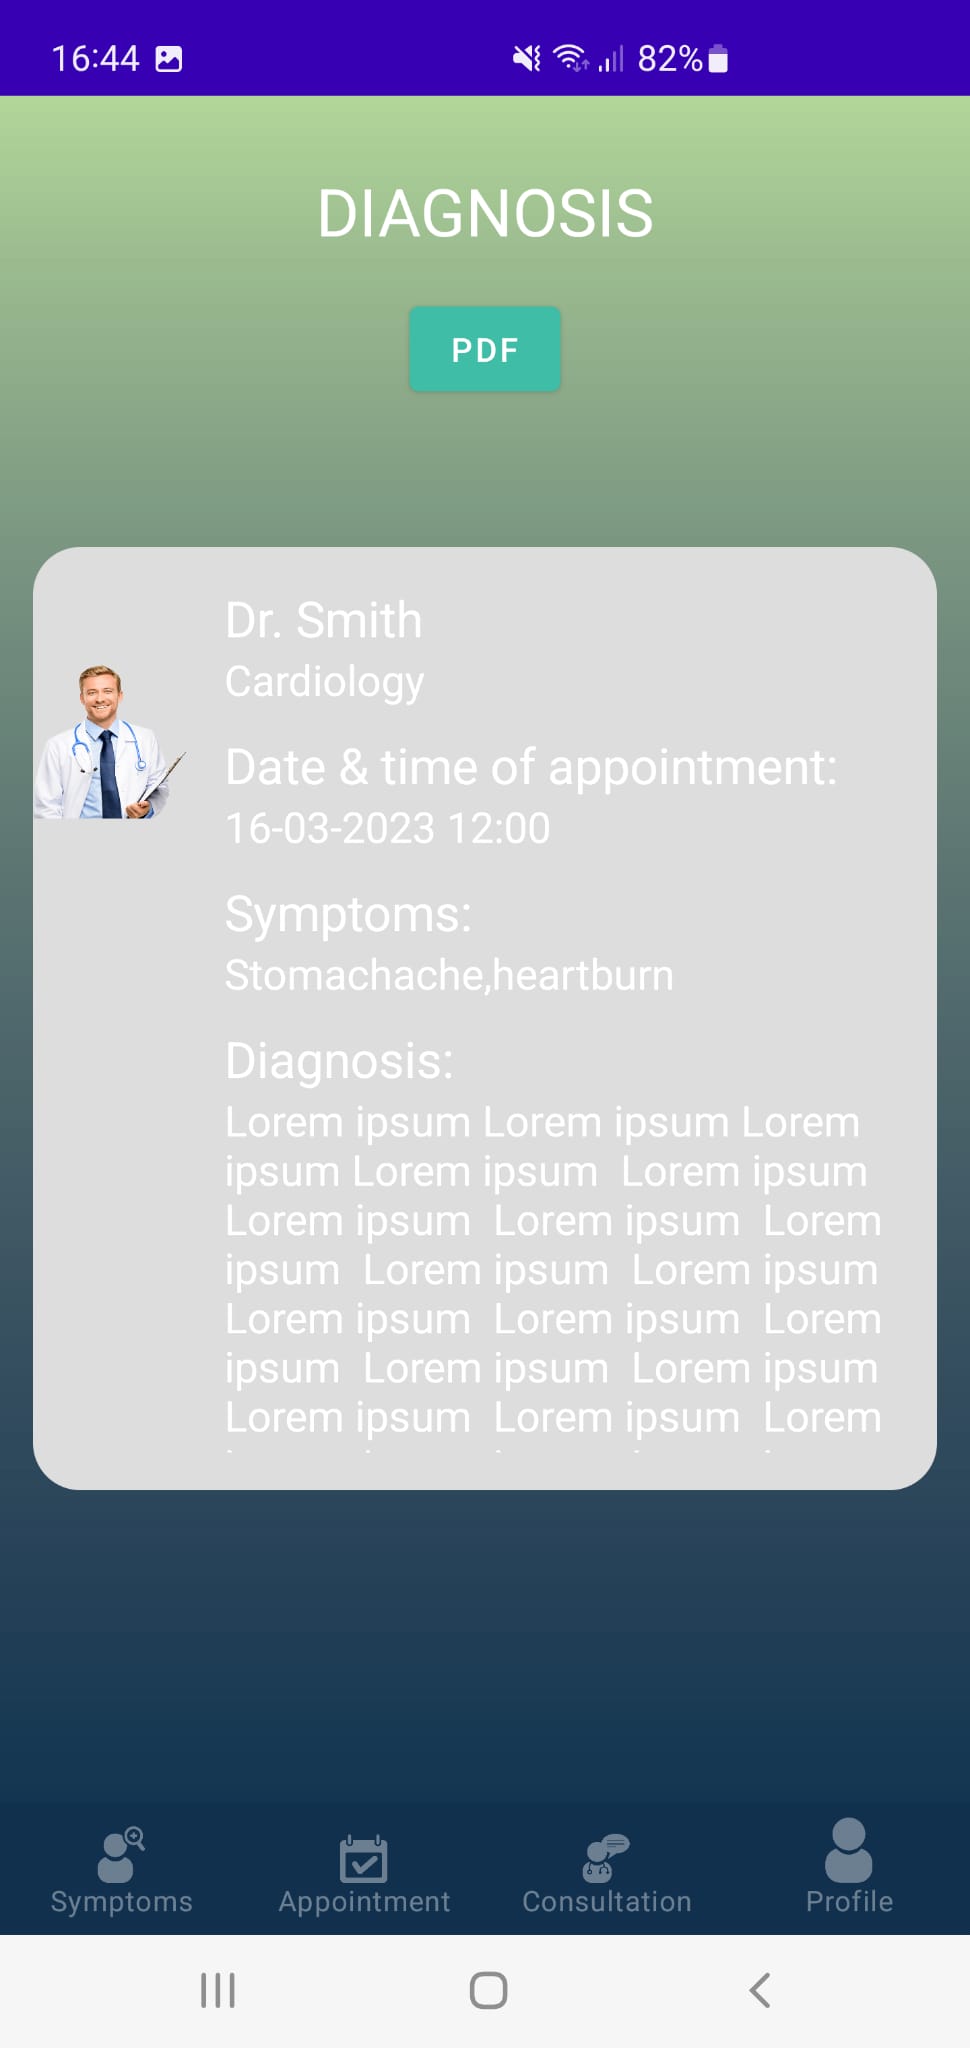 16:44
82%
DIAGNOSIS
PDF
Dr. Smith
Cardiology
Date & time of appointment:
16-03-2023 12:00
Symptoms:
Stomachache,heartburn
Diagnosis:
Lorem ipsum Lorem ipsum Lorem
ipsum Lorem ipsum  Lorem ipsum
Lorem ipsum  Lorem ipsum  Lorem
ipsum  Lorem ipsum  Lorem ipsum
Lorem ipsum  Lorem ipsum  Lorem
ipsum  Lorem ipsum  Lorem ipsum
Lorem ipsum  Lorem ipsum  Lorem
Symptoms
Appointment
Consultation
Profile